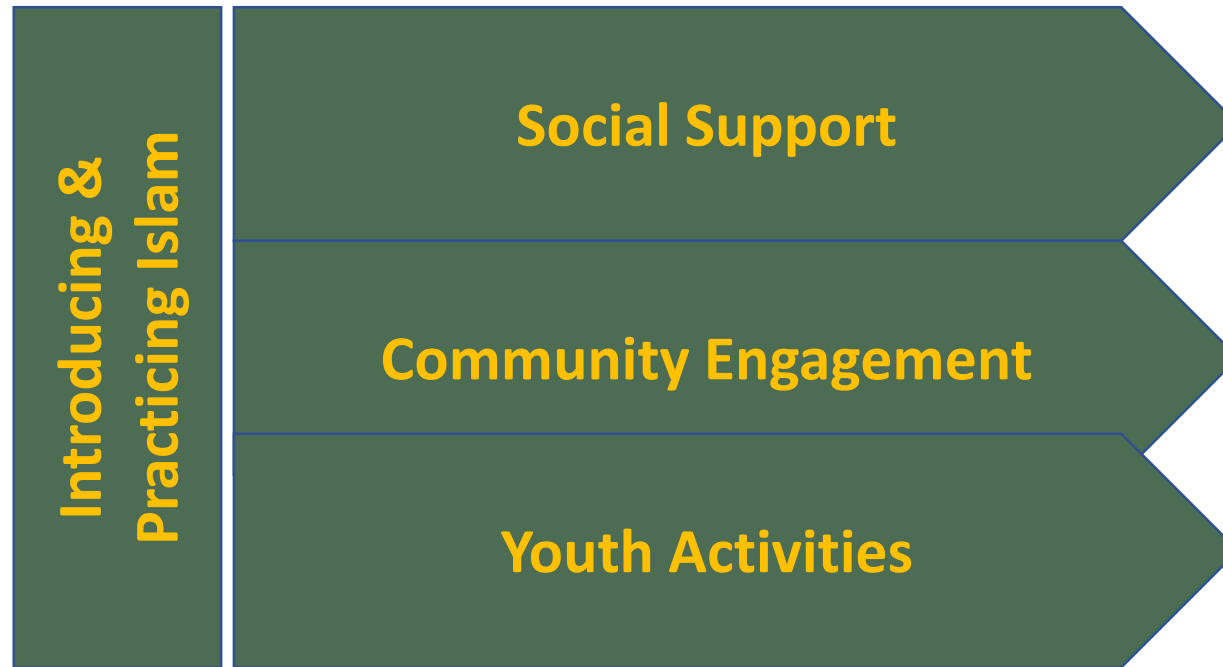 Introducing &
Practicing Islam
Social Support
Community Engagement
Youth Activities